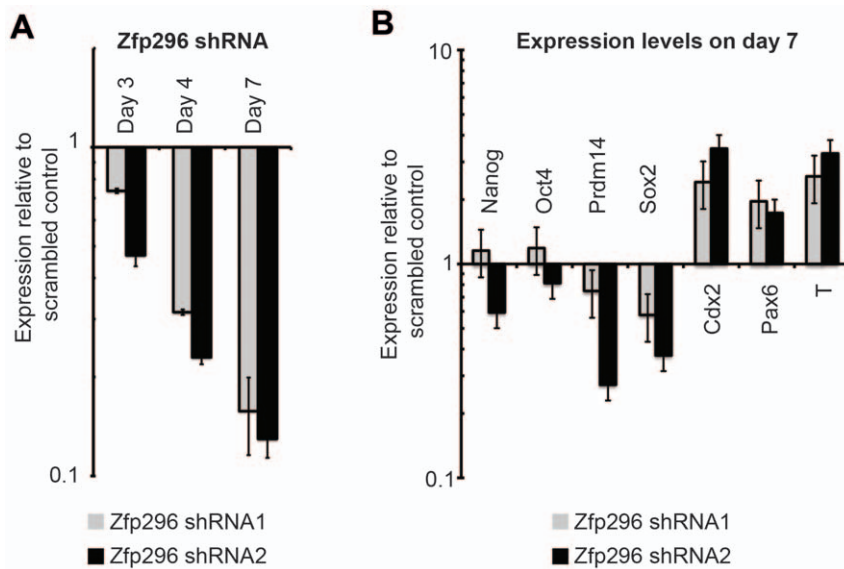 A
Zfp296 shRNA
Expression relative to
scrambled control
1
0.1
Day 3
Day 4
Day 7
Zfp296 shRNA1
Zfp296 shRNA2
B
Expression levels on day 7
Expression relative to
scrambled control
10
1
0.1
Nanog
Oct4
Prdm14
Sox2
Cdx2
Pax6
T
Zfp296 shRNA1
Zfp296 shRNA2